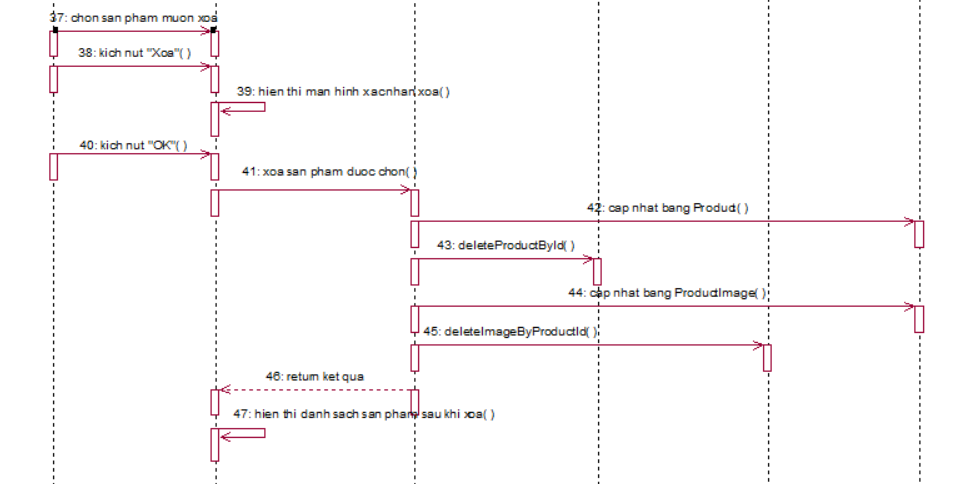 37: chon san pham muon xoa
38: kich nut "Xoa"( )
39: hien thi man hinh xacnhan xoa( )
40: kich nut "OK"( )
41: xoa san pham duoc chon( )
42: cap nhat bang Product( )
43: deleteProductById( )
44: cap nhat bang ProductImage( )
45: deleteImageByProductId( )
46: return ket qua
47: hien thi danh sach san pham sau khi xoa( )